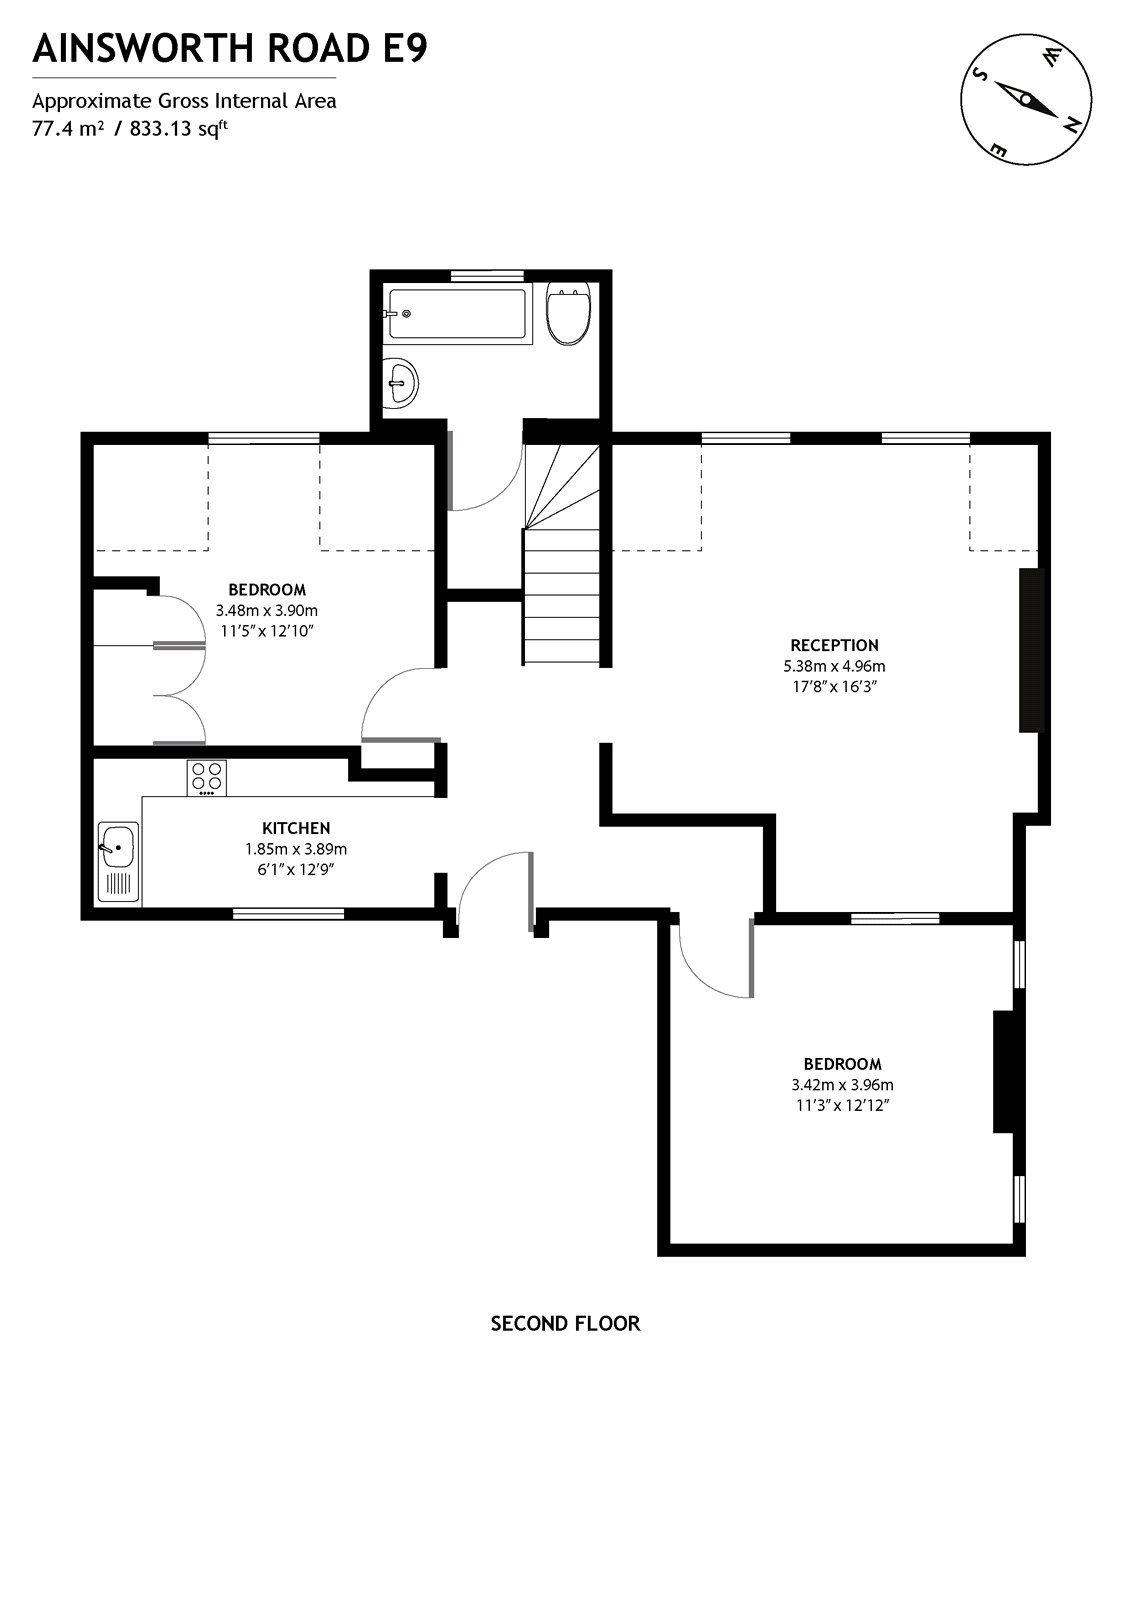 AINSWORTH ROAD E9
Approximate Gross Internal Area
77.4 m² / 833.13 sqft
W
S
N
E
BEDROOM
3.48m x 3.90m
11'5" x 12'10"
RECEPTION
5.38m x 4.96m
17'8" x 16'3"
KITCHEN
1.85m x 3.89m
6'1" x 12'9"
BEDROOM
3.42m x 3.96m
11'3" x 12'12"
SECOND FLOOR